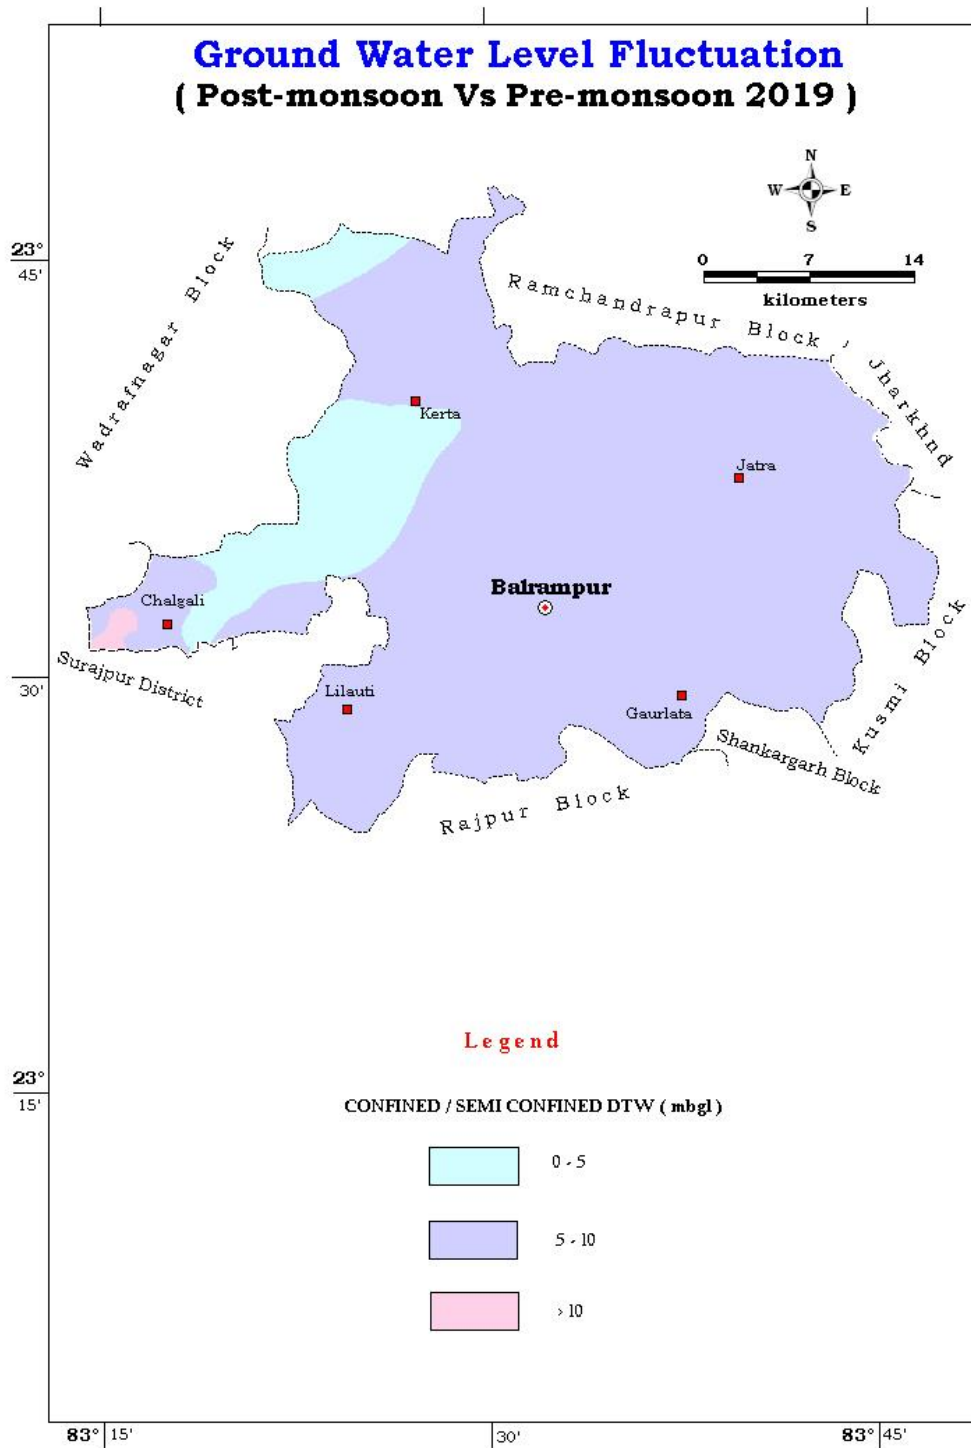 Ground Water Level Fluctuation
( Post-monsoon Vs Pre-monsoon 2019 )
N
W E
S
23°
45'
0 7 14
kilometers
Wadrafnagar Block
Ramchandrapur Block / Jharkhnd
Kerta
Jatra
Balrampur
Chalgali
Surajpur District
30'
Lilauti
Gaurlata
Kusmi Block
Shankargarh Block
Rajpur Block
Legend
23°
15'
CONFINED / SEMI CONFINED DTW ( mbgl )
0 - 5
5 - 10
> 10
83° 15' 30' 83° 45'